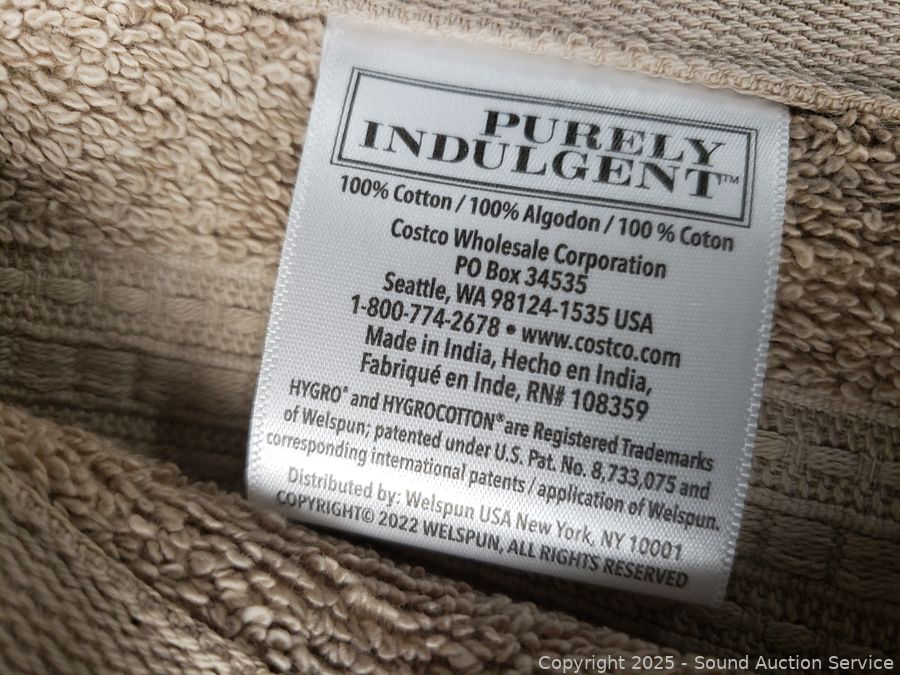 PURELY
INDULGENT™
100% Cotton / 100% Algodon / 100 % Coton
Costco Wholesale Corporation
PO Box 34535
Seattle, WA 98124-1535 USA
1-800-774-2678 • www.costco.com
Made in India, Hecho en India,
Fabriqué en Inde, RN# 108359
HYGRO® and HYGROCOTTON® are Registered Trademarks
of Welspun; patented under U.S. Pat. No. 8,733,075 and
corresponding international patents / application of Welspun.
Distributed by: Welspun USA New York, NY 10001
COPYRIGHT© 2022 WELSPUN, ALL RIGHTS RESERVED
Copyright 2025 - Sound Auction Service